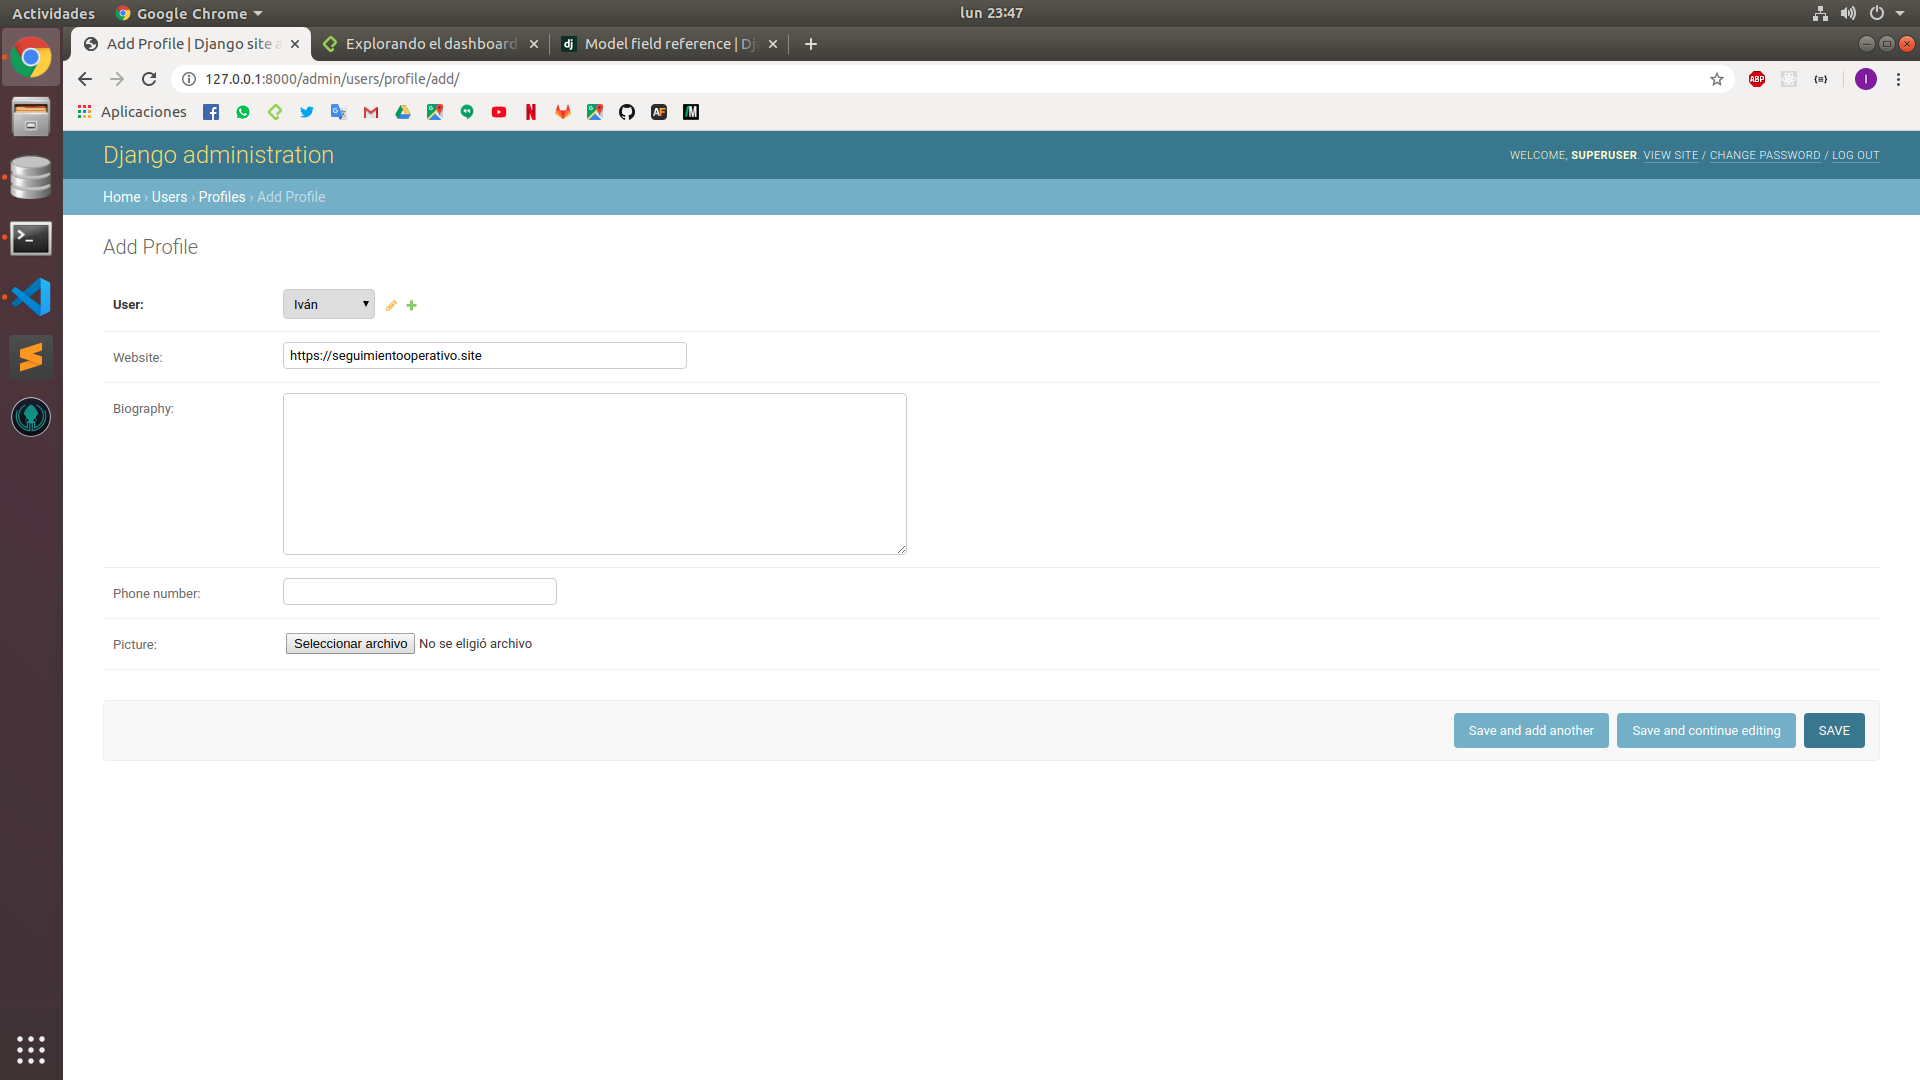 Actividades
Google Chrome
lun 23:47
Add Profile | Django site a
Explorando el dashboard
Model field reference | Dj
127.0.0.1:8000/admin/users/profile/add/
ABP
I
Aplicaciones
Django administration
WELCOME, SUPERUSER. VIEW SITE / CHANGE PASSWORD / LOG OUT
Home › Users › Profiles › Add Profile
Add Profile
User:
Iván
Website:
https://seguimientooperativo.site
Biography:
Phone number:
Picture:
Seleccionar archivo
No se eligió archivo
Save and add another
Save and continue editing
SAVE